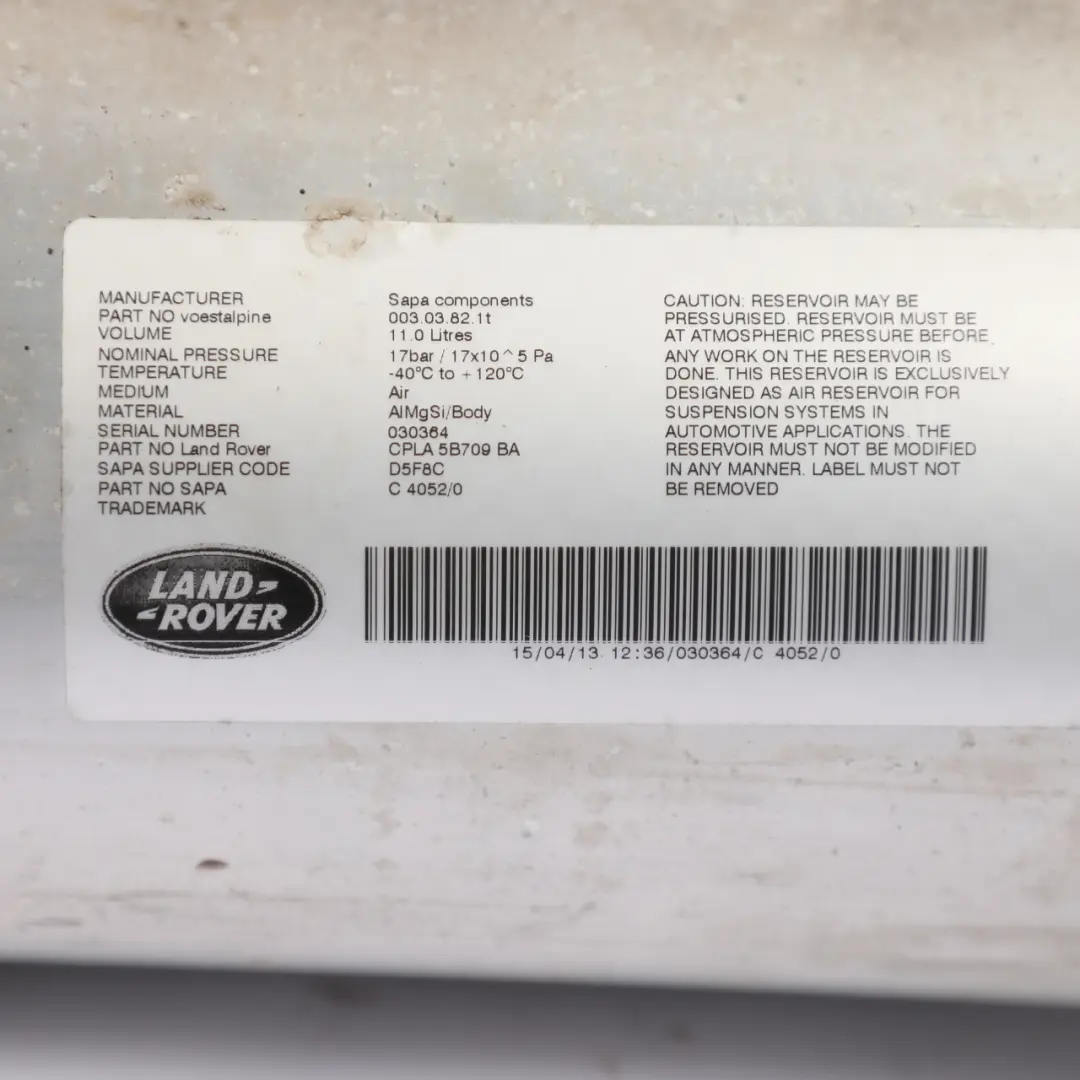 MANUFACTURER Sapa components
PART NO voestalpine 003.03.82.1t
VOLUME 11.0 Litres
NOMINAL PRESSURE 17bar / 17x10^5 Pa
TEMPERATURE -40°C to +120°C
MEDIUM Air
MATERIAL AlMgSi/Body
SERIAL NUMBER 030364
PART NO Land Rover CPLA 5B709 BA
SAPA SUPPLIER CODE D5F8C
PART NO SAPA C 4052/0
TRADEMARK
CAUTION: RESERVOIR MAY BE
PRESSURISED. RESERVOIR MUST BE
AT ATMOSPHERIC PRESSURE BEFORE
ANY WORK ON THE RESERVOIR IS
DONE. THIS RESERVOIR IS EXCLUSIVELY
DESIGNED AS AIR RESERVOIR FOR
SUSPENSION SYSTEMS IN
AUTOMOTIVE APPLICATIONS. THE
RESERVOIR MUST NOT BE MODIFIED
IN ANY MANNER. LABEL MUST NOT
BE REMOVED
LAND
ROVER
15/04/13 12:36/030364/C 4052/0